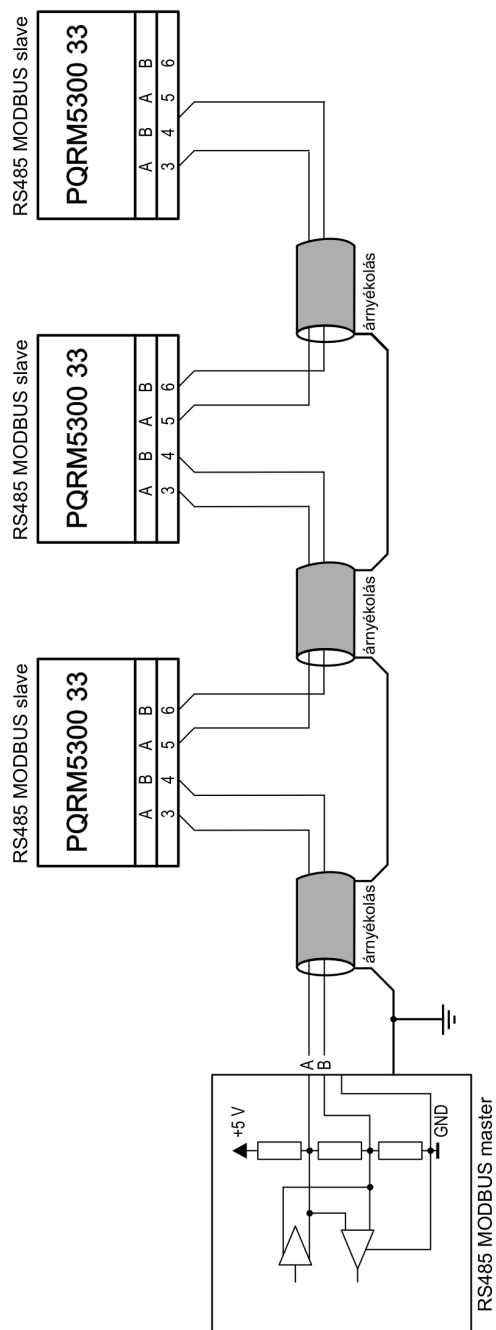 RS485 MODBUS slave
RS485 MODBUS slave
RS485 MODBUS slave
PQRM5300 33
PQRM5300 33
PQRM5300 33
A B A B
A B A B
A B A B
3 4 5 6
3 4 5 6
3 4 5 6
+5 V
A
B
árnyékolás
árnyékolás
árnyékolás
GND
RS485 MODBUS master